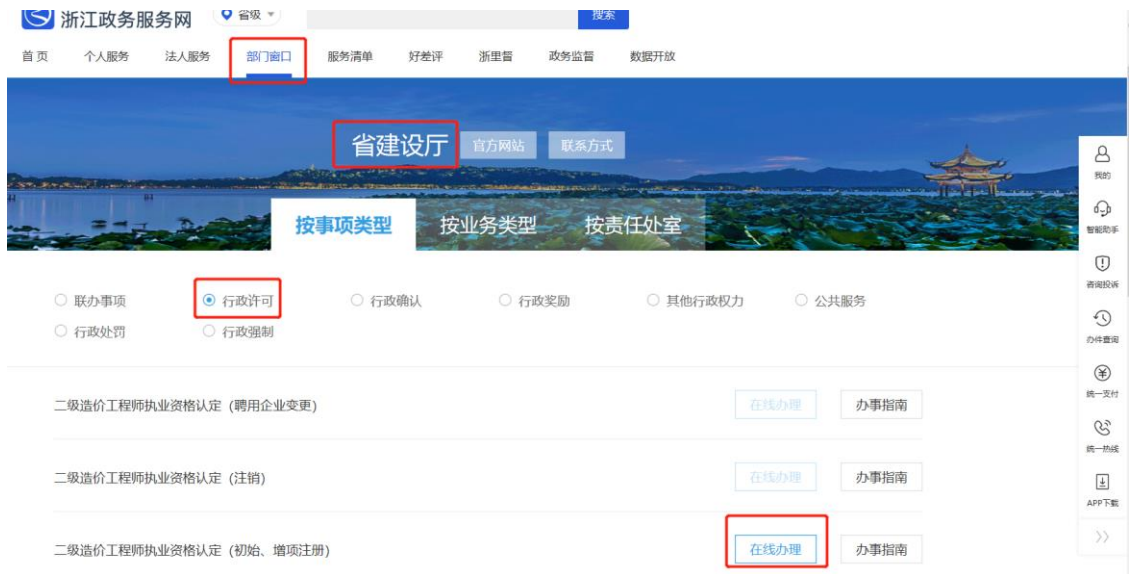 浙江政务服务网 省级 搜索
首页 个人服务 法人服务 部门窗口 服务清单 好差评 浙里督 政务监督 数据开放
省建设厅 官方网站 联系方式
按事项类型 按业务类型 按责任处室
联办事项 行政许可 行政确认 行政奖励 其他行政权力 公共服务
行政处罚 行政强制
二级造价工程师执业资格认定（聘用企业变更） 在线办理 办事指南
二级造价工程师执业资格认定（注销） 在线办理 办事指南
二级造价工程师执业资格认定（初始、增项注册） 在线办理 办事指南
我的
智能助手
咨询投诉
办件查询
统一支付
统一热线
APP下载